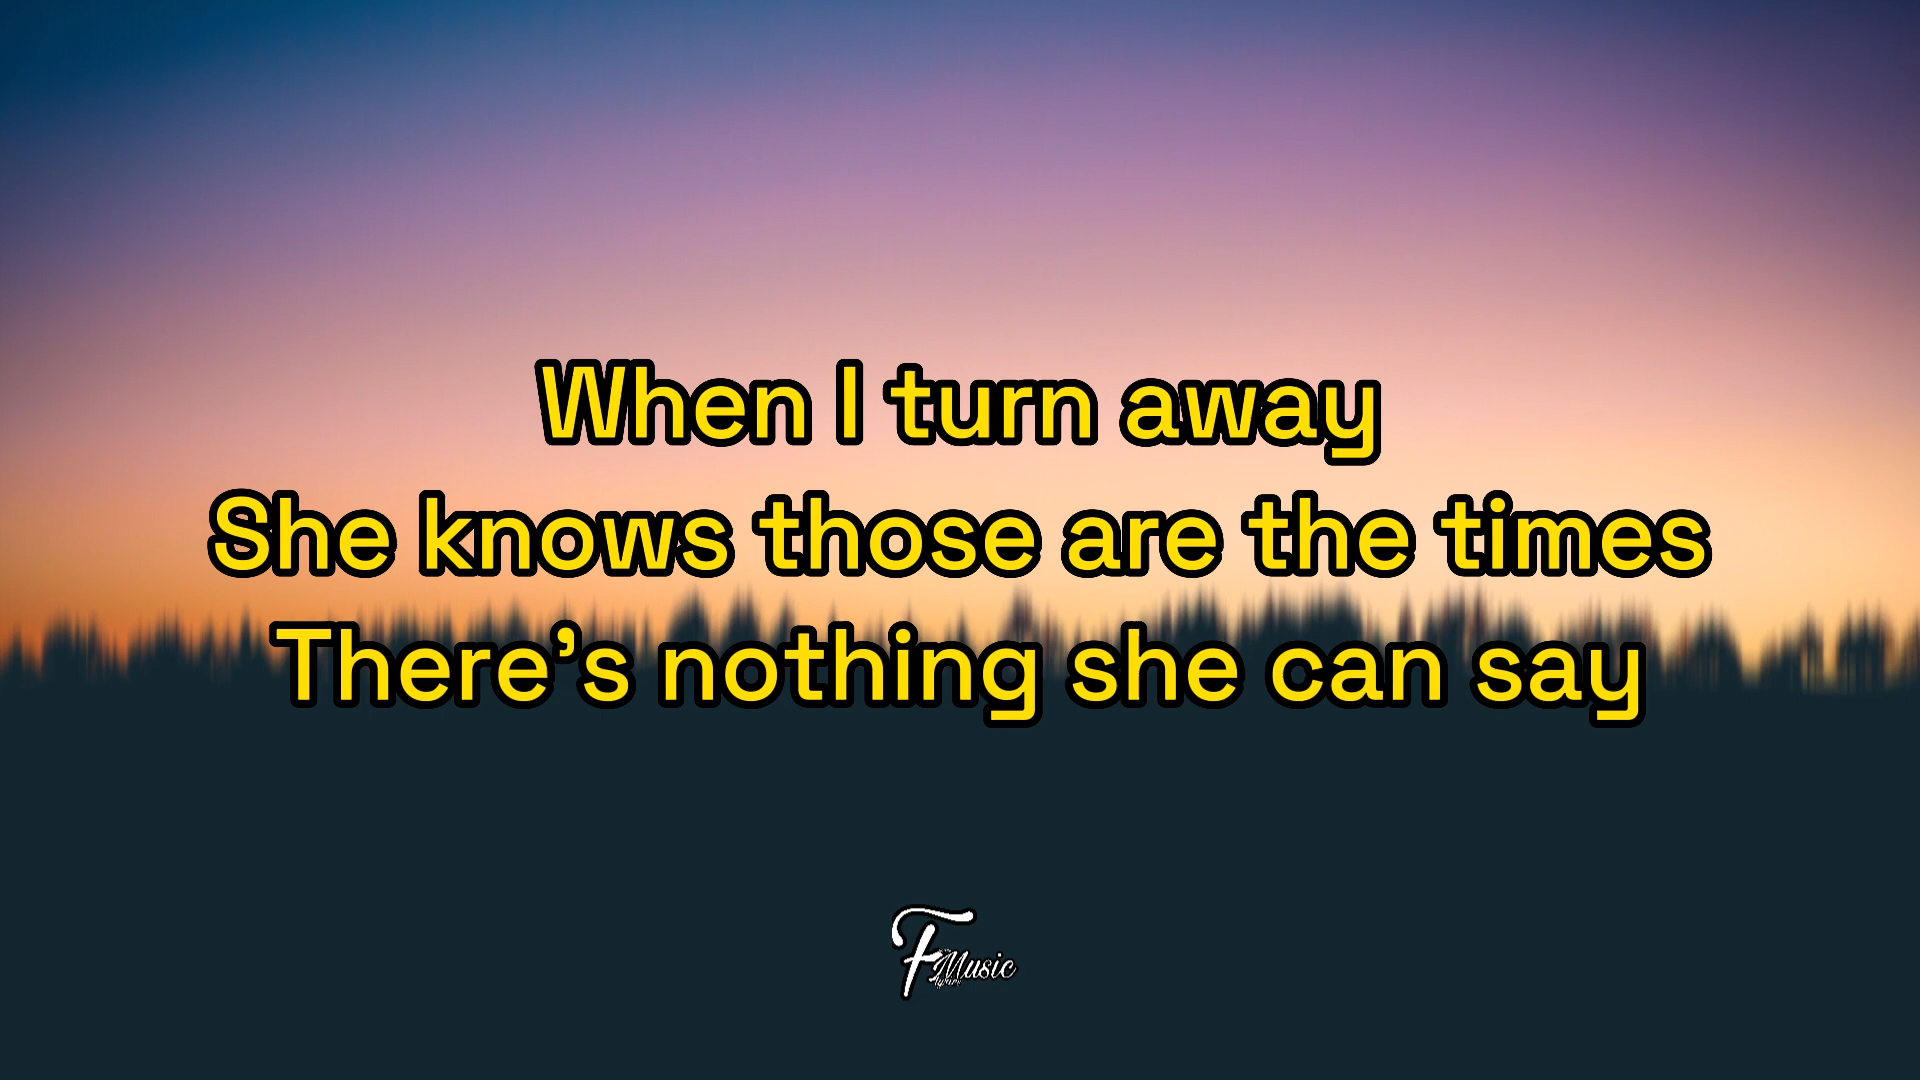 When I turn away
She knows those are the times
There’s nothing she can say
F Music